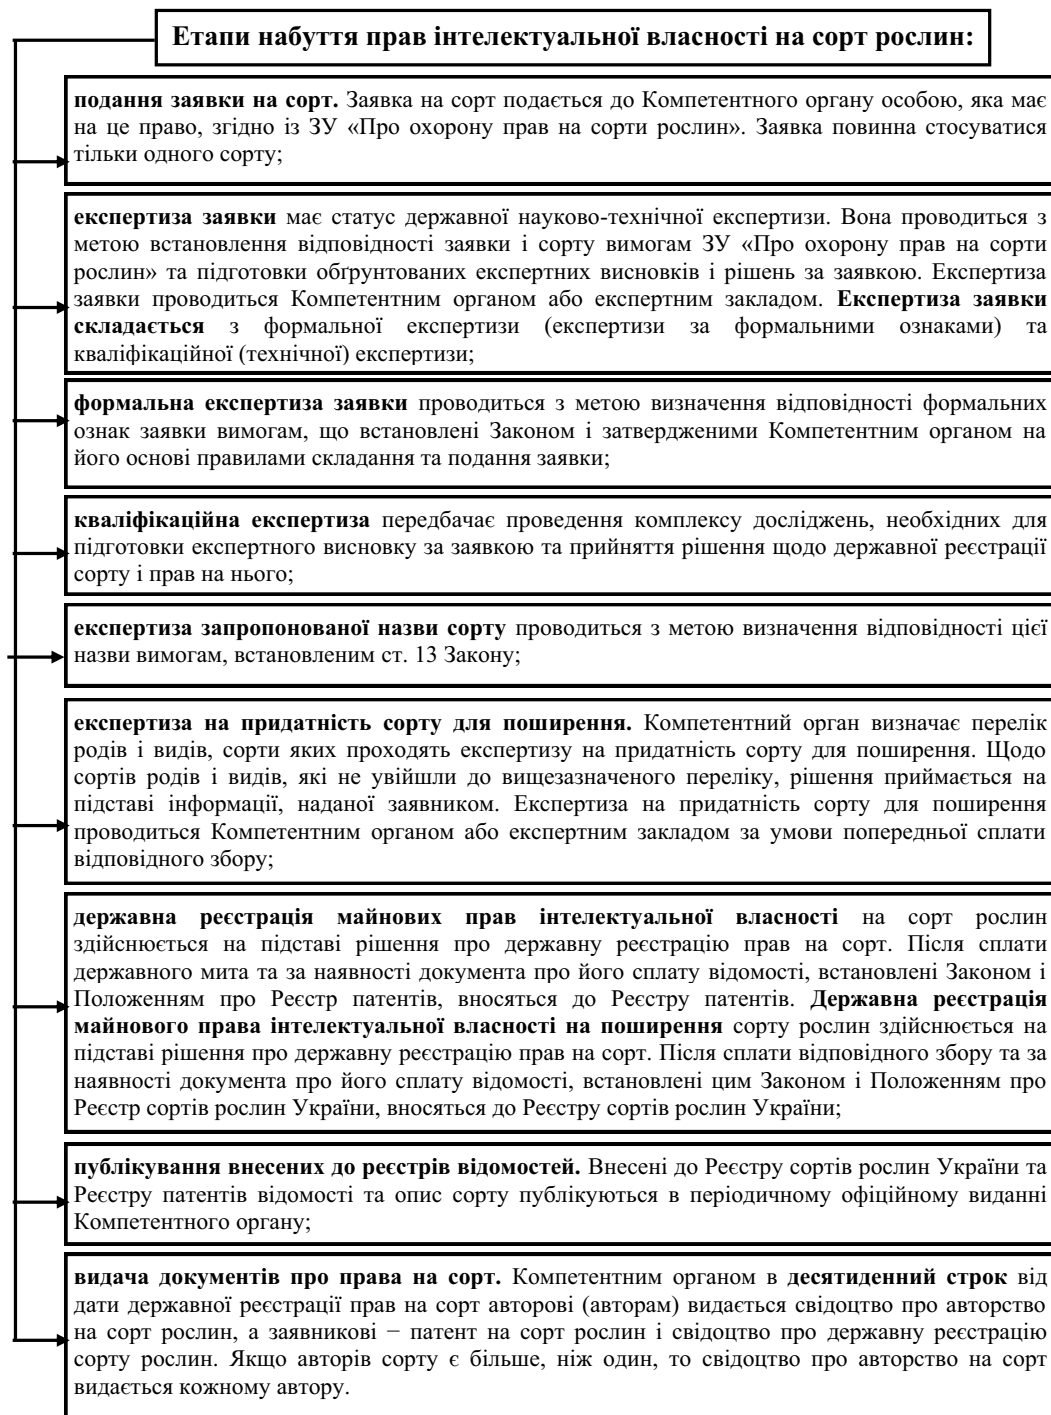 Етапи набуття прав інтелектуальної власності на сорт рослин:
подання заявки на сорт. Заявка на сорт подається до Компетентного органу особою, яка має
на це право, згідно із ЗУ «Про охорону прав на сорти рослин». Заявка повинна стосуватися
тільки одного сорту;
експертиза заявки має статус державної науково-технічної експертизи. Вона проводиться з
метою встановлення відповідності заявки і сорту вимогам ЗУ «Про охорону прав на сорти
рослин» та підготовки обґрунтованих експертних висновків і рішень за заявкою. Експертиза
заявки проводиться Компетентним органом або експертним закладом. Експертиза заявки
складається з формальної експертизи (експертизи за формальними ознаками) та
кваліфікаційної (технічної) експертизи;
формальна експертиза заявки проводиться з метою визначення відповідності формальних
ознак заявки вимогам, що встановлені Законом і затвердженими Компетентним органом на
його основі правилами складання та подання заявки;
кваліфікаційна експертиза передбачає проведення комплексу досліджень, необхідних для
підготовки експертного висновку за заявкою та прийняття рішення щодо державної реєстрації
сорту і прав на нього;
експертиза запропонованої назви сорту проводиться з метою визначення відповідності цієї
назви вимогам, встановленим ст. 13 Закону;
експертиза на придатність сорту для поширення. Компетентний орган визначає перелік
родів і видів, сорти яких проходять експертизу на придатність сорту для поширення. Щодо
сортів родів і видів, які не увійшли до вищезазначеного переліку, рішення приймається на
підставі інформації, наданої заявником. Експертиза на придатність сорту для поширення
проводиться Компетентним органом або експертним закладом за умови попередньої сплати
відповідного збору;
державна реєстрація майнових прав інтелектуальної власності на сорт рослин
здійснюється на підставі рішення про державну реєстрацію прав на сорт. Після сплати
державного мита та за наявності документа про його сплату відомості, встановлені Законом і
Положенням про Реєстр патентів, вносяться до Реєстру патентів. Державна реєстрація
майнового права інтелектуальної власності на поширення сорту рослин здійснюється на
підставі рішення про державну реєстрацію прав на сорт. Після сплати відповідного збору та за
наявності документа про його сплату відомості, встановлені цим Законом і Положенням про
Реєстр сортів рослин України, вносяться до Реєстру сортів рослин України;
публікування внесених до реєстрів відомостей. Внесені до Реєстру сортів рослин України та
Реєстру патентів відомості та опис сорту публікуються в періодичному офіційному виданні
Компетентного органу;
видача документів про права на сорт. Компетентним органом в десятиденний строк від
дати державної реєстрації прав на сорт авторові (авторам) видається свідоцтво про авторство
на сорт рослин, а заявникові − патент на сорт рослин і свідоцтво про державну реєстрацію
сорту рослин. Якщо авторів сорту є більше, ніж один, то свідоцтво про авторство на сорт
видається кожному автору.